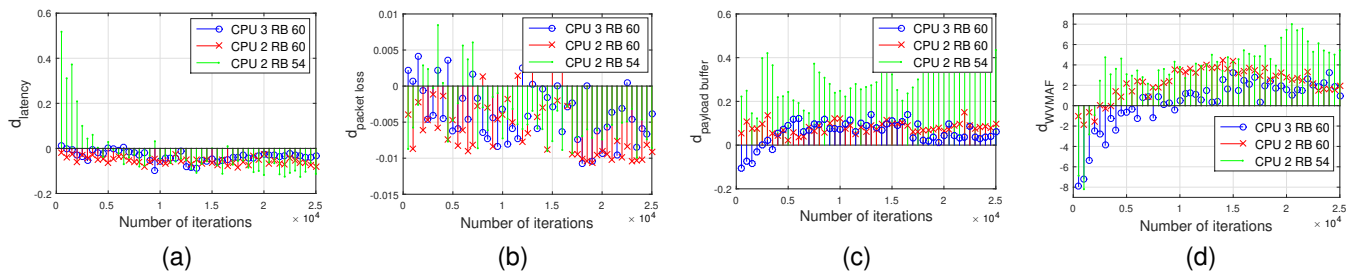 d_latency
0.6
0.4
0.2
0
-0.2
CPU 3 RB 60
CPU 2 RB 60
CPU 2 RB 54
0
0.5
1
1.5
2
2.5
× 10^4
Number of iterations
(a)
d_packet loss
0.01
0.005
0
-0.005
-0.01
-0.015
CPU 3 RB 60
CPU 2 RB 60
CPU 2 RB 54
0
0.5
1
1.5
2
2.5
× 10^4
Number of iterations
(b)
d_payload buffer
0.6
0.4
0.2
0
-0.2
CPU 3 RB 60
CPU 2 RB 60
CPU 2 RB 54
0
0.5
1
1.5
2
2.5
× 10^4
Number of iterations
(c)
d_WMAF
8
6
4
2
0
-2
-4
-6
-8
CPU 3 RB 60
CPU 2 RB 60
CPU 2 RB 54
0
0.5
1
1.5
2
2.5
× 10^4
Number of iterations
(d)